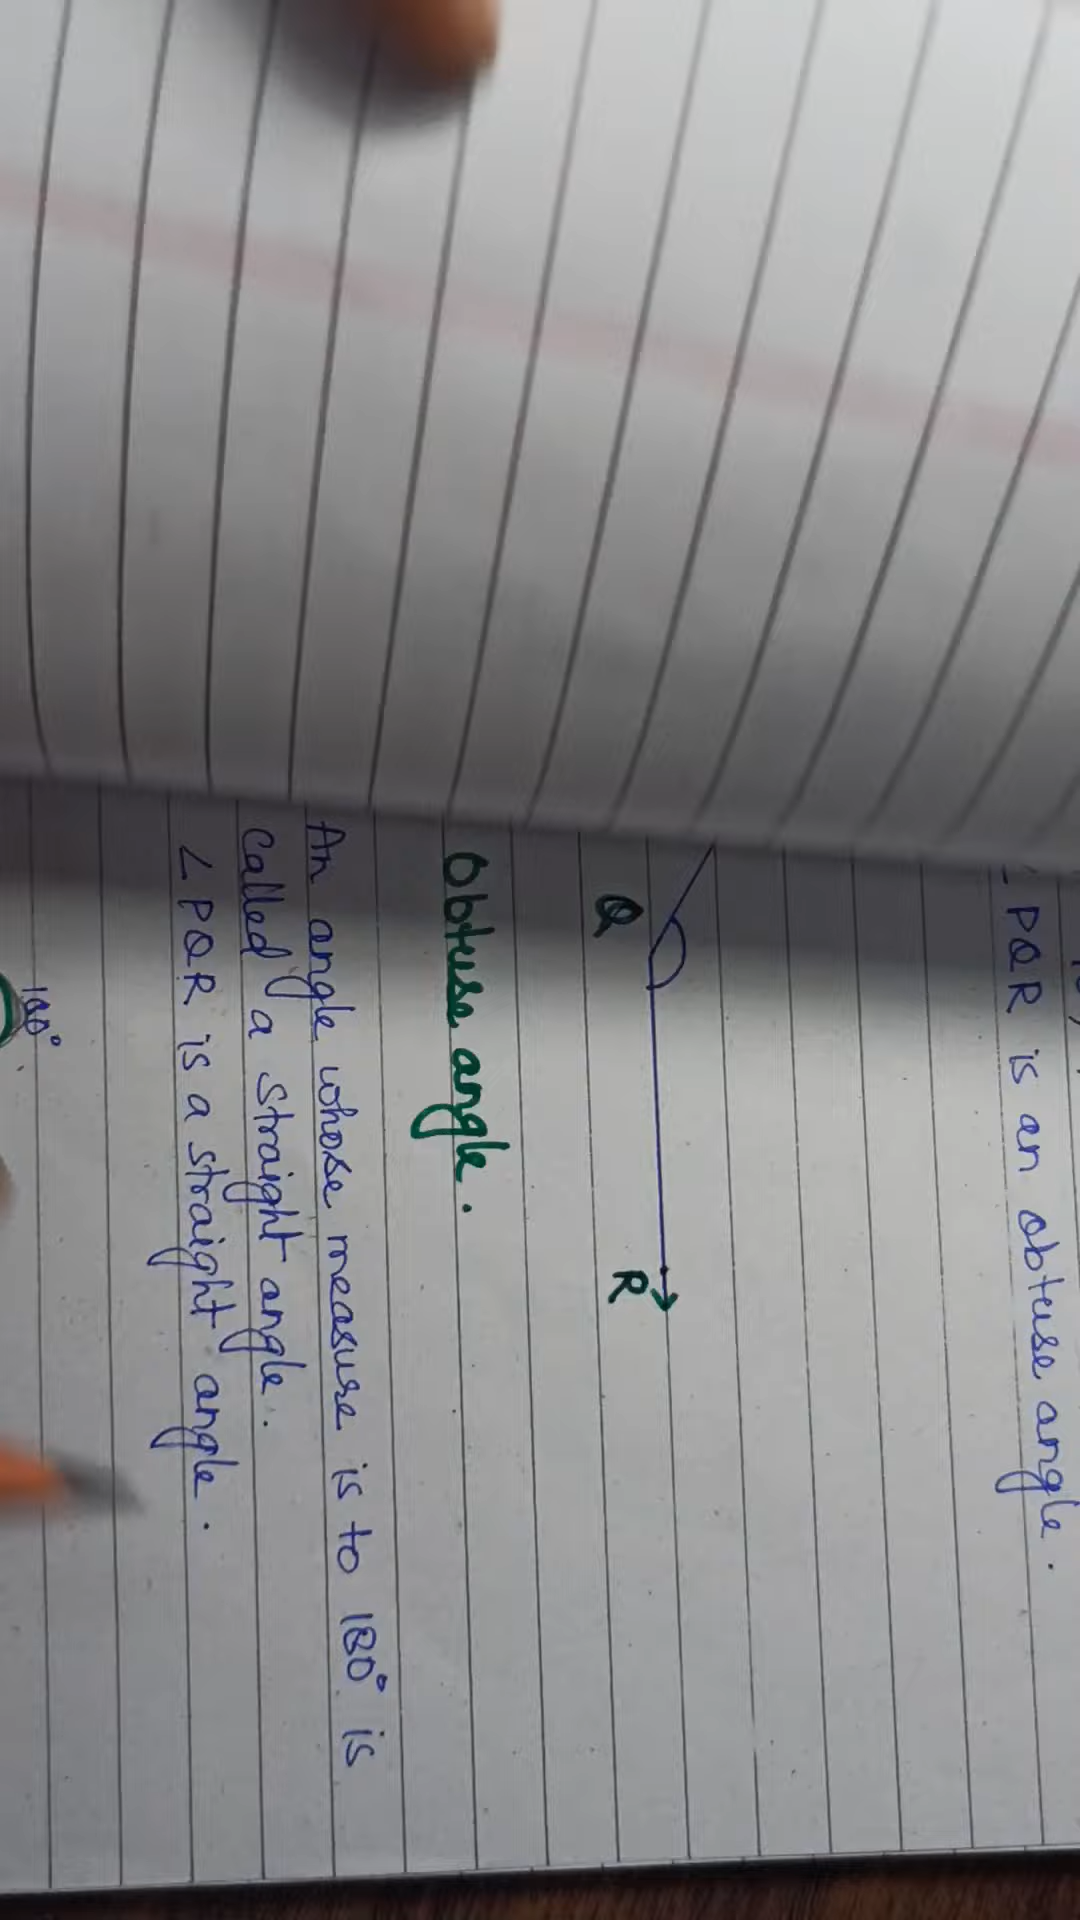 ∠PQR is an obtuse angle.
Q
R
Obtuse angle.
An angle whose measure is to 180° is
called a straight angle.
∠PQR is a straight angle.
180°